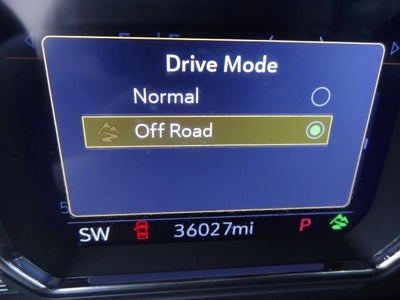 Drive Mode
Normal
Off Road
SW 36027mi P